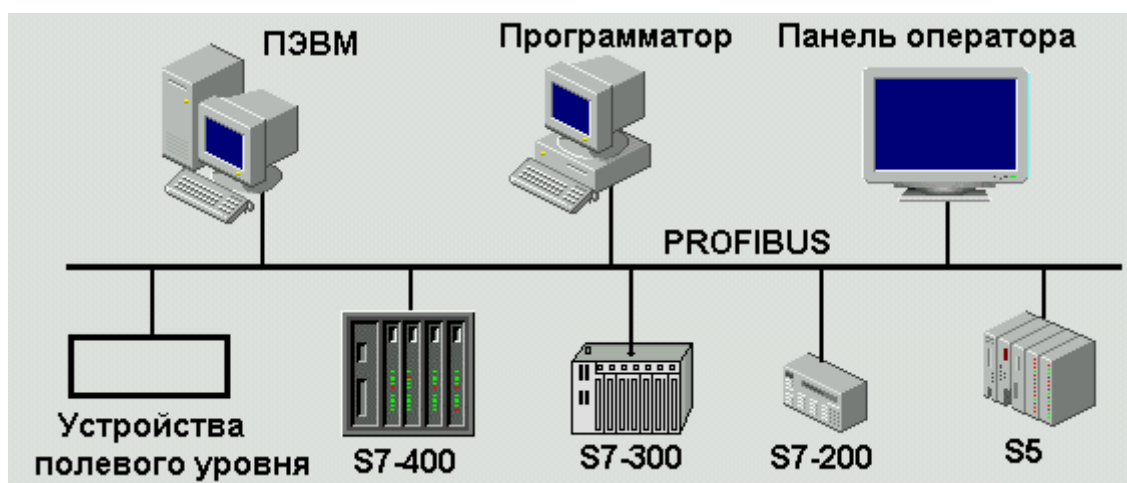 ПЭВМ
Программатор
Панель оператора
PROFIBUS
Устройства
полевого уровня
S7-400
S7-300
S7-200
S5